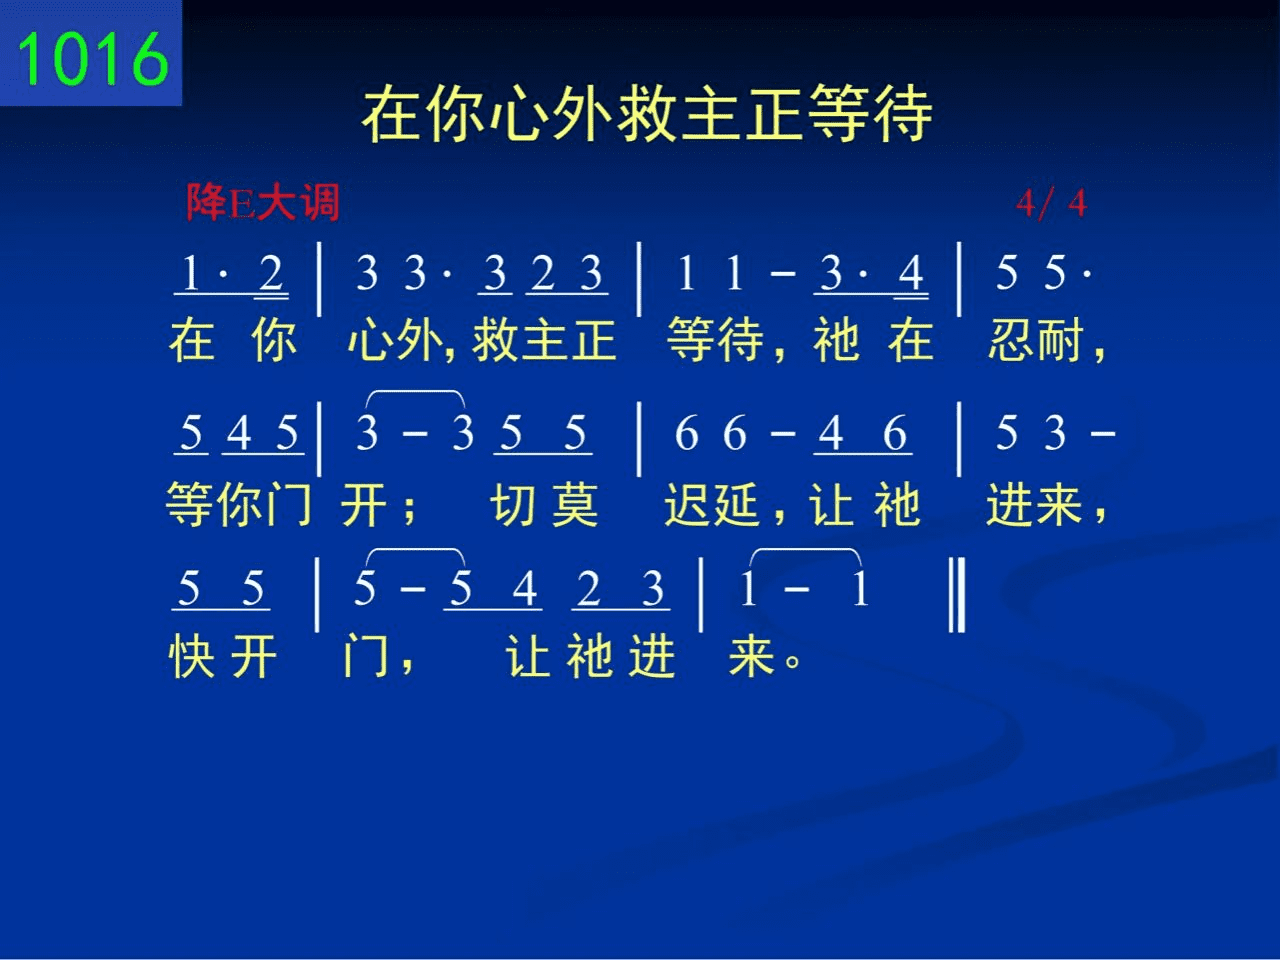 1016
在你心外救主正等待
降E大调 4/4
1· 2 | 3 3· 3 2 3 | 1 1 - 3· 4 | 5 5·
在 你 心外,救主正 等待，祂 在 忍耐，
5 4 5 | 3 - 3 5 5 | 6 6 - 4 6 | 5 3 -
等你门 开； 切莫 迟延，让祂 进来，
5 5 | 5 - 5 4 2 3 | 1 - 1 ‖
快开 门， 让祂进 来。